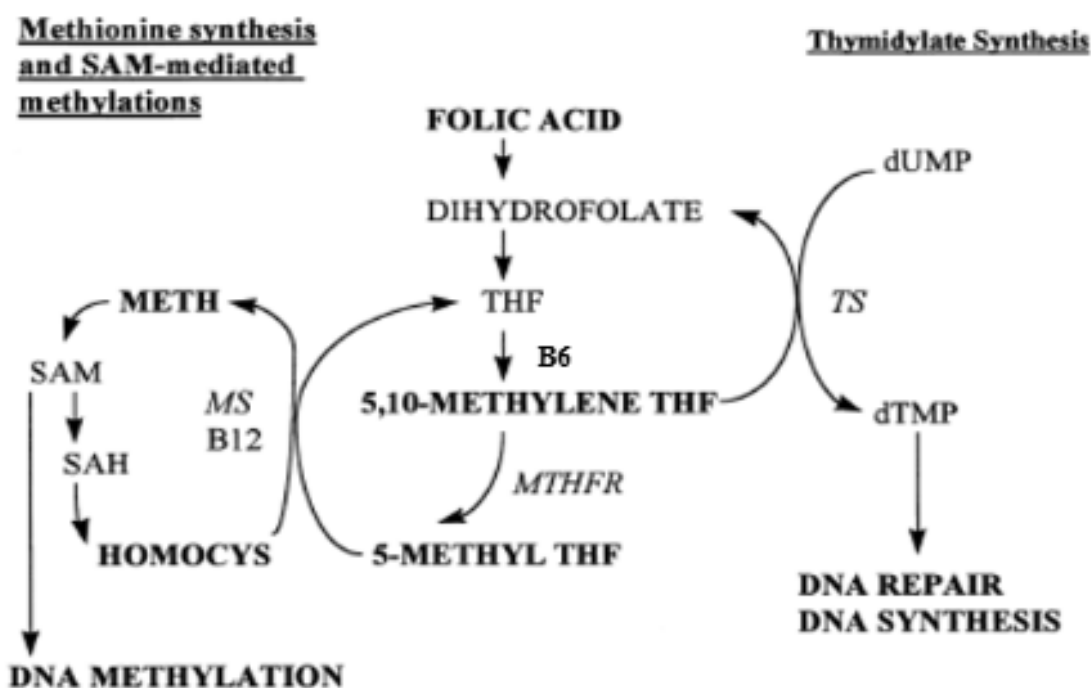 Methionine synthesis
and SAM-mediated
methylations
Thymidylate Synthesis
FOLIC ACID
dUMP
DIHYDROFOLATE
METH
THF
TS
SAM
B6
MS
B12
5,10-METHYLENE THF
dTMP
SAH
MTHFR
HOMOCYS
5-METHYL THF
DNA REPAIR
DNA SYNTHESIS
DNA METHYLATION